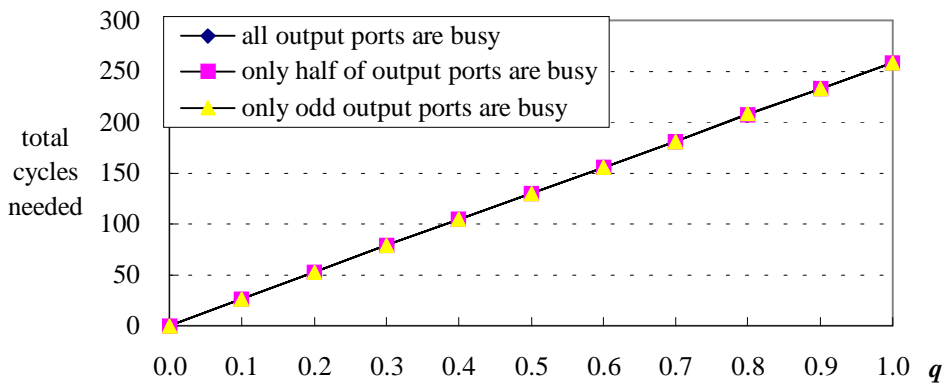 300
250
200
150
100
50
0
total
cycles
needed
all output ports are busy
only half of output ports are busy
only odd output ports are busy
0.0 0.1 0.2 0.3 0.4 0.5 0.6 0.7 0.8 0.9 1.0 q